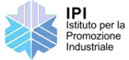 IPI
Istituto per la
Promozione
Industriale